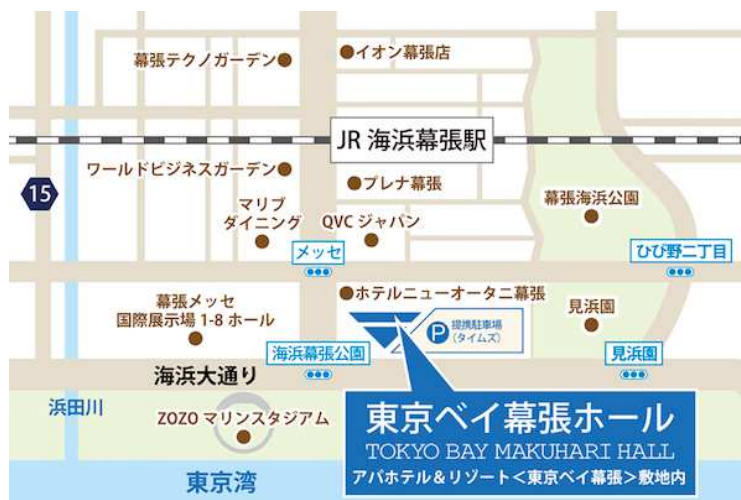 幕張テクノガーデン
イオン幕張店
JR 海浜幕張駅
ワールドビジネスガーデン
プレナ幕張
15
マリブ
ダイニング
QVC ジャパン
幕張海浜公園
メッセ
ひび野二丁目
ホテルニューオータニ幕張
幕張メッセ
国際展示場 1-8 ホール
P
提携駐車場
(タイムズ)
見浜園
海浜幕張公園
見浜園
海浜大通り
浜田川
ZOZO マリンスタジアム
東京ベイ幕張ホール
TOKYO BAY MAKUHARI HALL
アパホテル&リゾート<東京ベイ幕張>敷地内
東京湾